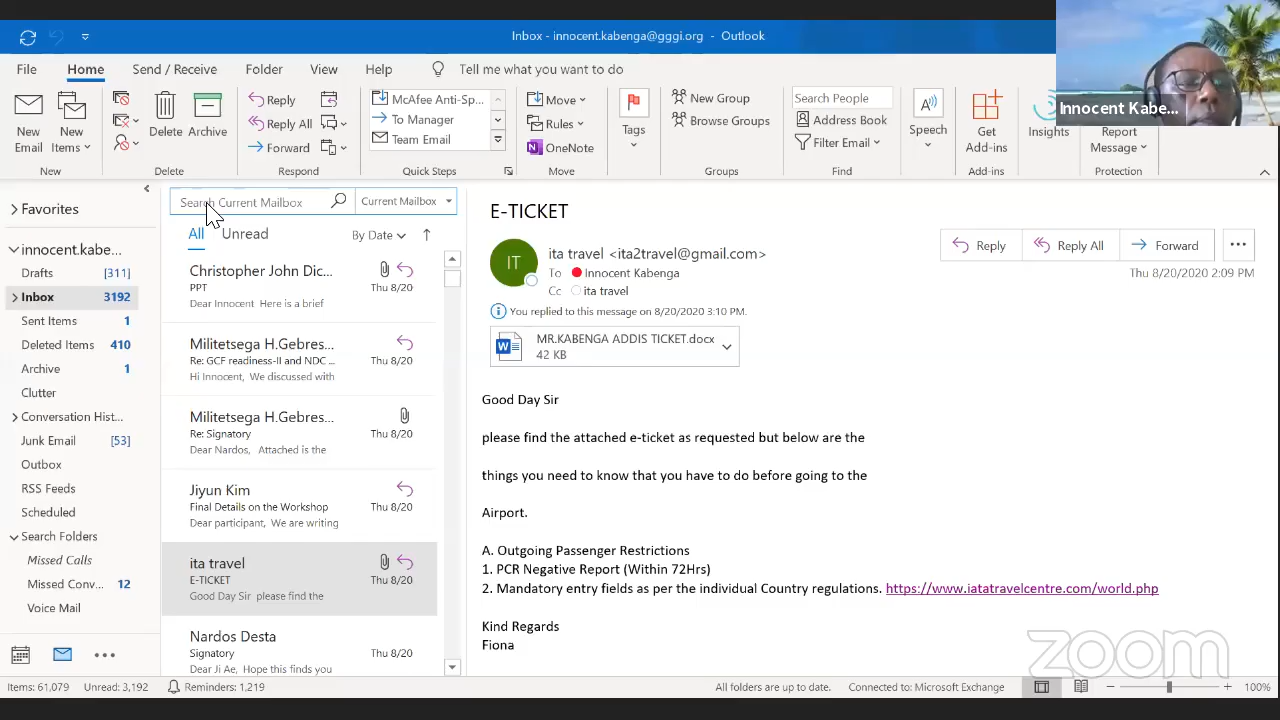 Inbox - innocent.kabenga@gggi.org - Outlook
File Home Send / Receive Folder View Help Tell me what you want to do
Innocent Kabe...
New Email
New Items
Delete
Archive
Delete
New
Reply
Reply All
Forward
Respond
McAfee Anti-Sp...
To Manager
Team Email
Quick Steps
Move
Rules
OneNote
Move
Tags
New Group
Browse Groups
Groups
Search People
Address Book
Filter Email
Find
Speech
Get Add-ins
Add-ins
Insights
Report Message
Protection
Favorites
innocent.kabe...
Drafts [311]
Inbox 3192
Sent Items 1
Deleted Items 410
Archive 1
Clutter
Conversation Hist...
Junk Email [53]
Outbox
RSS Feeds
Scheduled
Search Folders
Missed Calls
Missed Conv... 12
Voice Mail
Search Current Mailbox Current Mailbox
All Unread By Date
Christopher John Dic...
PPT Thu 8/20
Dear Innocent Here is a brief
Militetsega H.Gebres...
Re: GCF readiness-II and NDC ... Thu 8/20
Hi Innocent, We discussed with
Militetsega H.Gebres...
Re: Signatory Thu 8/20
Dear Nardos, Attached is the
Jiyun Kim
Final Details on the Workshop Thu 8/20
Dear participant, We are writing
ita travel
E-TICKET Thu 8/20
Good Day Sir please find the
Nardos Desta
Signatory Thu 8/20
Dear Ji Ae, Hope this finds you
E-TICKET
IT
ita travel <ita2travel@gmail.com>
To Innocent Kabenga
Cc ita travel
Reply Reply All Forward
Thu 8/20/2020 2:09 PM
You replied to this message on 8/20/2020 3:10 PM.
MR.KABENGA ADDIS TICKET.docx
42 KB
Good Day Sir
please find the attached e-ticket as requested but below are the
things you need to know that you have to do before going to the
Airport.
A. Outgoing Passenger Restrictions
1. PCR Negative Report (Within 72Hrs)
2. Mandatory entry fields as per the individual Country regulations. https://www.iatatravelcentre.com/world.php
Kind Regards
Fiona
zoom
Items: 61,079 Unread: 3,192 Reminders: 1,219 All folders are up to date. Connected to: Microsoft Exchange 100%